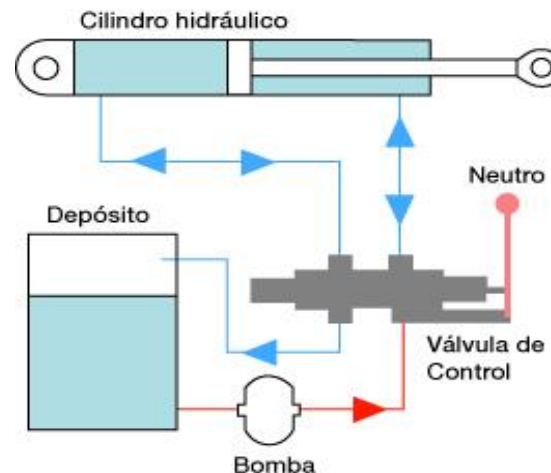 Cilindro hidráulico
Neutro
Depósito
Válvula de
Control
Bomba